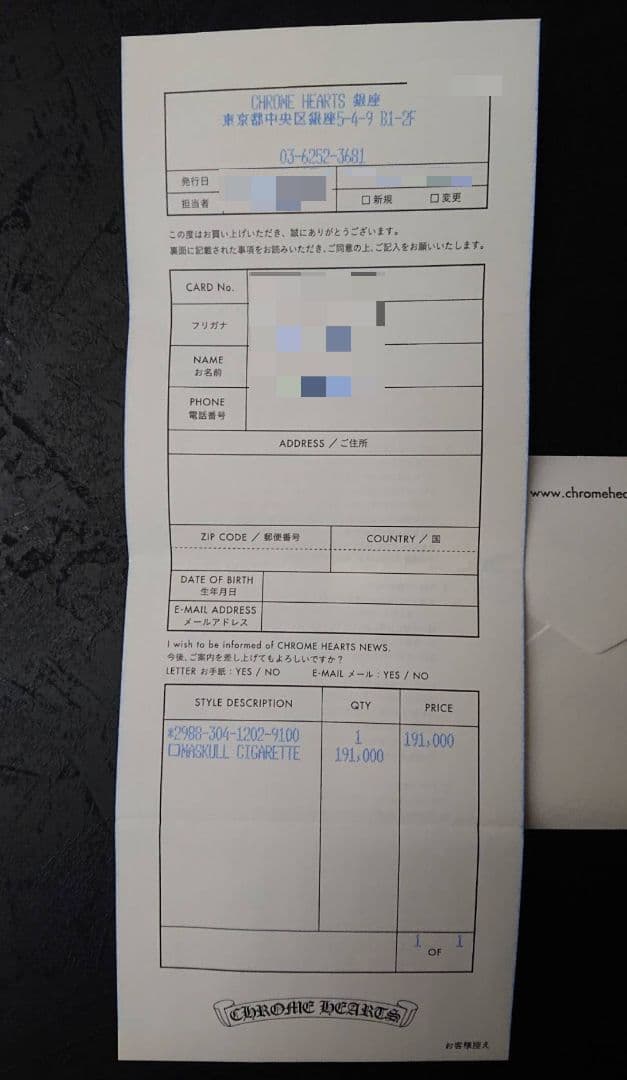 CHROME HEARTS 銀座
東京都中央区銀座5-4-9 B1-2F
03-6252-3681
発行日
担当者
□新規 □変更
この度はお買い上げいただき、誠にありがとうございます。
裏面に記載された事項をお読みいただき、ご同意の上、ご記入をお願いいたします。
CARD No.
フリガナ
NAME
お名前
PHONE
電話番号
ADDRESS / ご住所
ZIP CODE / 郵便番号
COUNTRY / 国
DATE OF BIRTH
生年月日
E-MAIL ADDRESS
メールアドレス
I wish to be informed of CHROME HEARTS NEWS.
今後、ご案内を差し上げてもよろしいですか？
LETTER お手紙：YES / NO E-MAIL メール：YES / NO
STYLE DESCRIPTION QTY PRICE
*2988-304-1202-9100 1 191,000
□NASKULL CIGARETTE 191,000
1 OF 1
CHROME HEARTS
お客様控え
www.chromehea